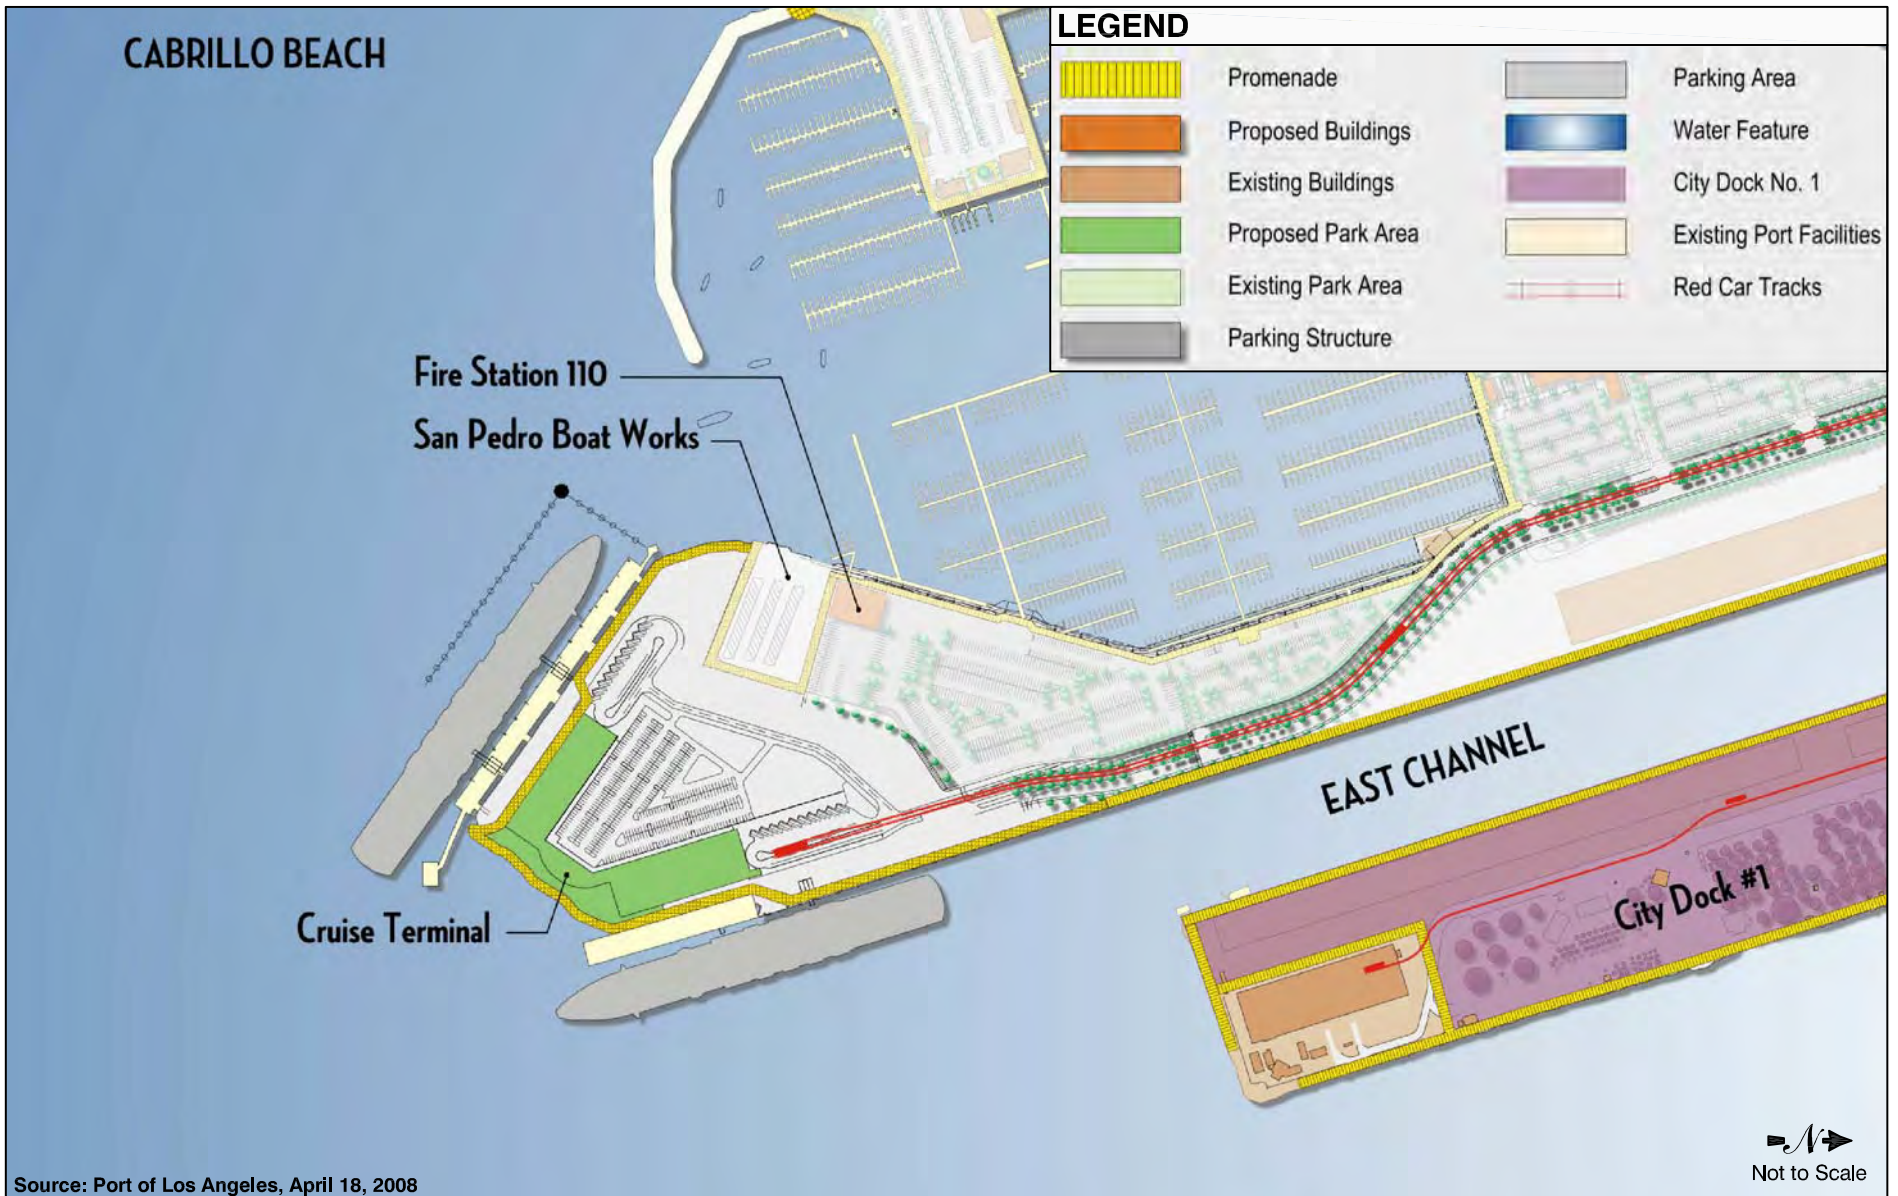 CABRILLO BEACH
LEGEND
Promenade
Proposed Buildings
Existing Buildings
Proposed Park Area
Existing Park Area
Parking Structure
Parking Area
Water Feature
City Dock No. 1
Existing Port Facilities
Red Car Tracks
Fire Station 110
San Pedro Boat Works
EAST CHANNEL
City Dock #1
Cruise Terminal
N
Not to Scale
Source: Port of Los Angeles, April 18, 2008